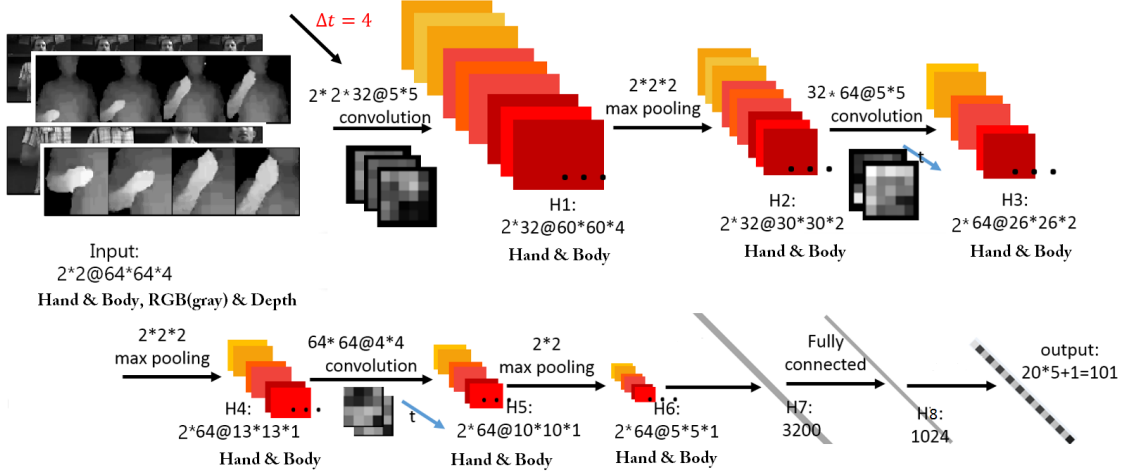 Δt = 4
2* 2*32@5*5
convolution
2*2*2
max pooling
32* 64@5*5
convolution
t
H1:
2*32@60*60*4
Hand & Body
H2:
2*32@30*30*2
Hand & Body
H3:
2*64@26*26*2
Hand & Body
Input:
2*2@64*64*4
Hand & Body, RGB(gray) & Depth
2*2*2
max pooling
64* 64@4*4
convolution
t
2*2
max pooling
Fully
connected
output:
20*5+1=101
H4:
2*64@13*13*1
Hand & Body
H5:
2*64@10*10*1
Hand & Body
H6:
2*64@5*5*1
Hand & Body
H7:
3200
H8:
1024